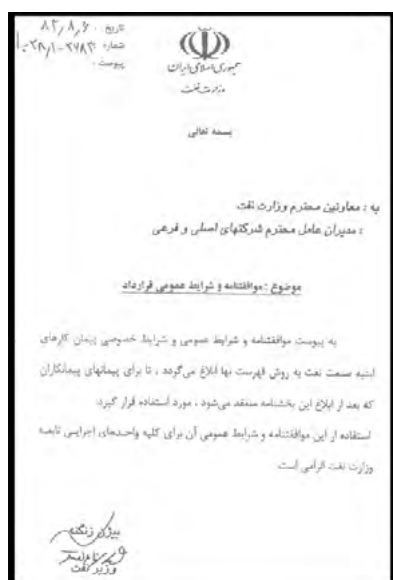 تاریخ : ۸۲,۸,۶
شماره : ۲۸/۱-۲۷۸۳
پیوست :
جمهوری اسلامی ایران
وزارت نفت
بسمه تعالی
به : معاونین محترم وزارت نفت
: مدیران عامل محترم شرکتهای اصلی و فرعی
موضوع : موافقتنامه و شرایط عمومی قرارداد
به پیوست موافقتنامه و شرایط عمومی و شرایط خصوصی پیمان کارهای
ابنیه صنعت نفت به روش فهرست بها ابلاغ می‌گردد ، تا برای پیمانهای پیمانکاران
که بعد از ابلاغ این بخشنامه منعقد می‌شود ، مورد استفاده قرار گیرد.
استفاده از این موافقتنامه و شرایط عمومی آن برای کلیه واحدهای اجرایی تابعه
وزارت نفت الزامی است.
بیژن زنگنه
وزیر نفت